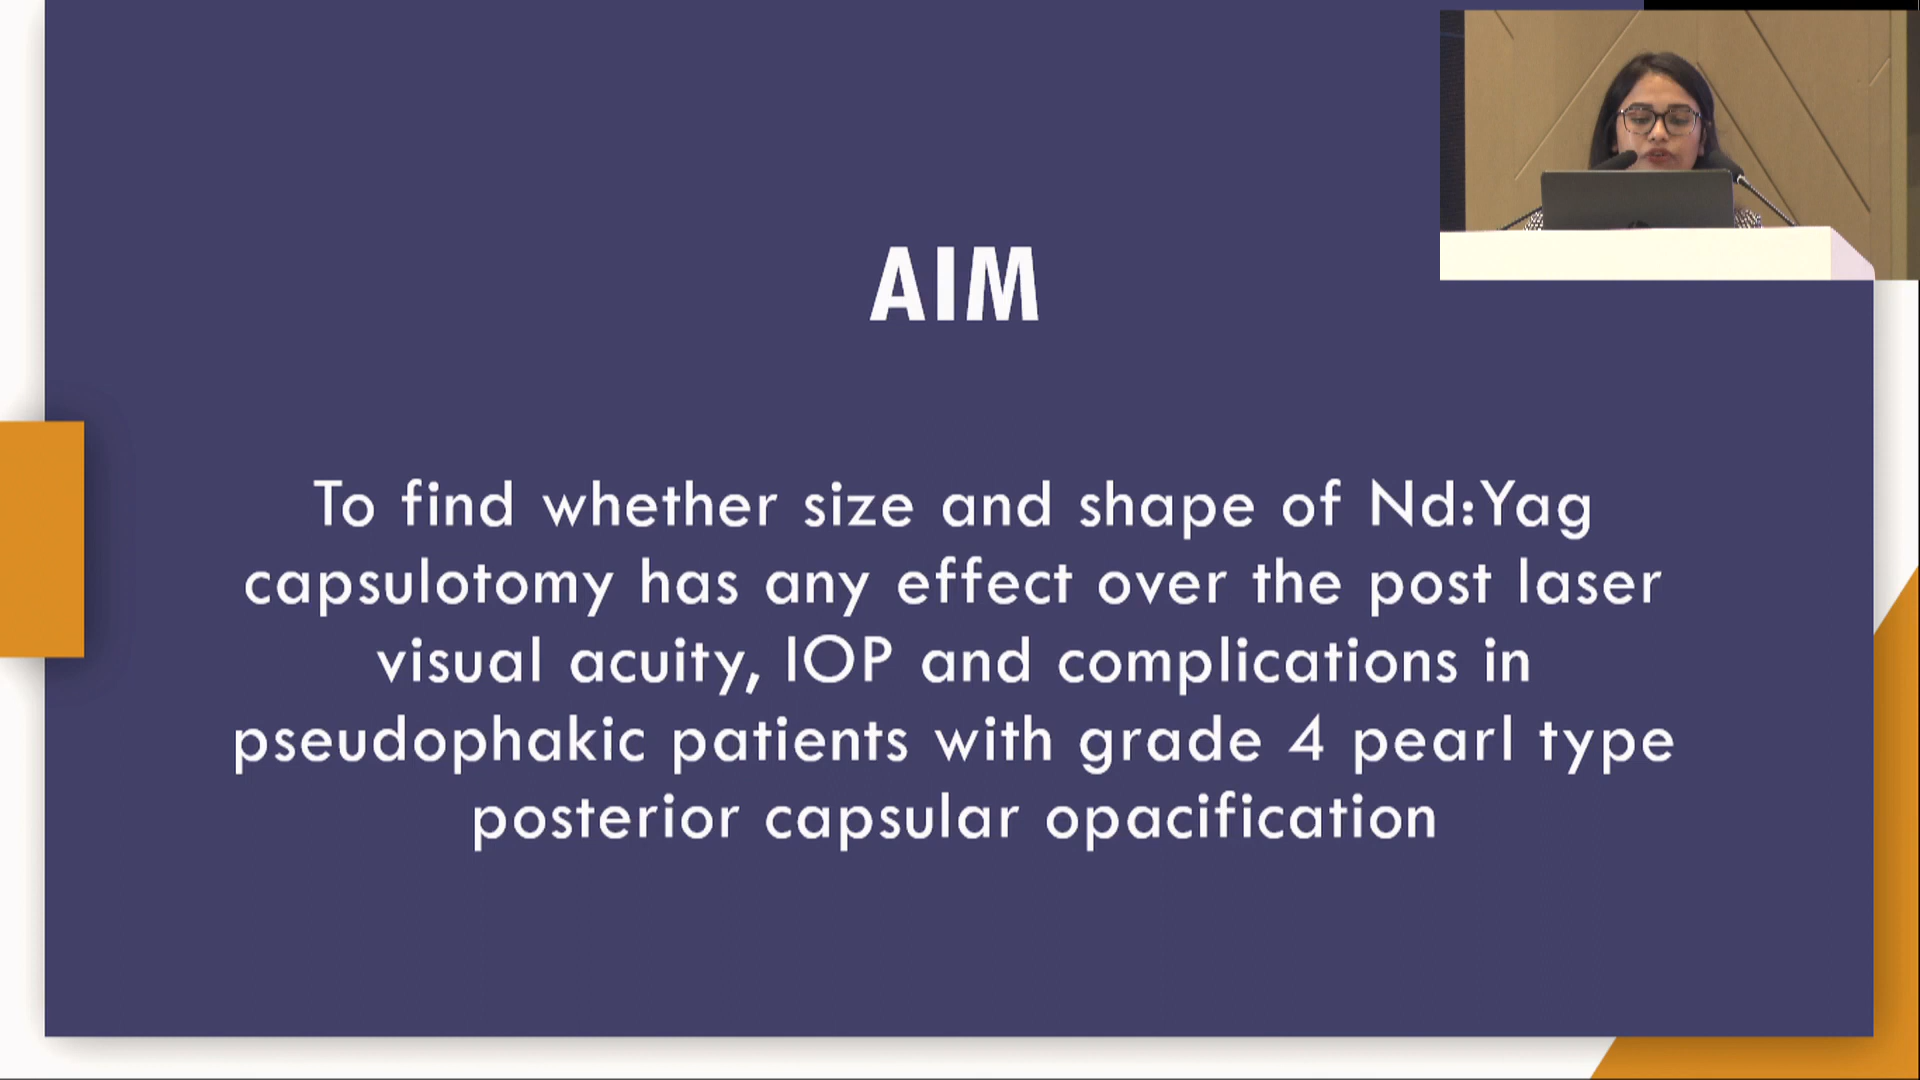 AIM
To find whether size and shape of Nd:Yag
capsulotomy has any effect over the post laser
visual acuity, IOP and complications in
pseudophakic patients with grade 4 pearl type
posterior capsular opacification